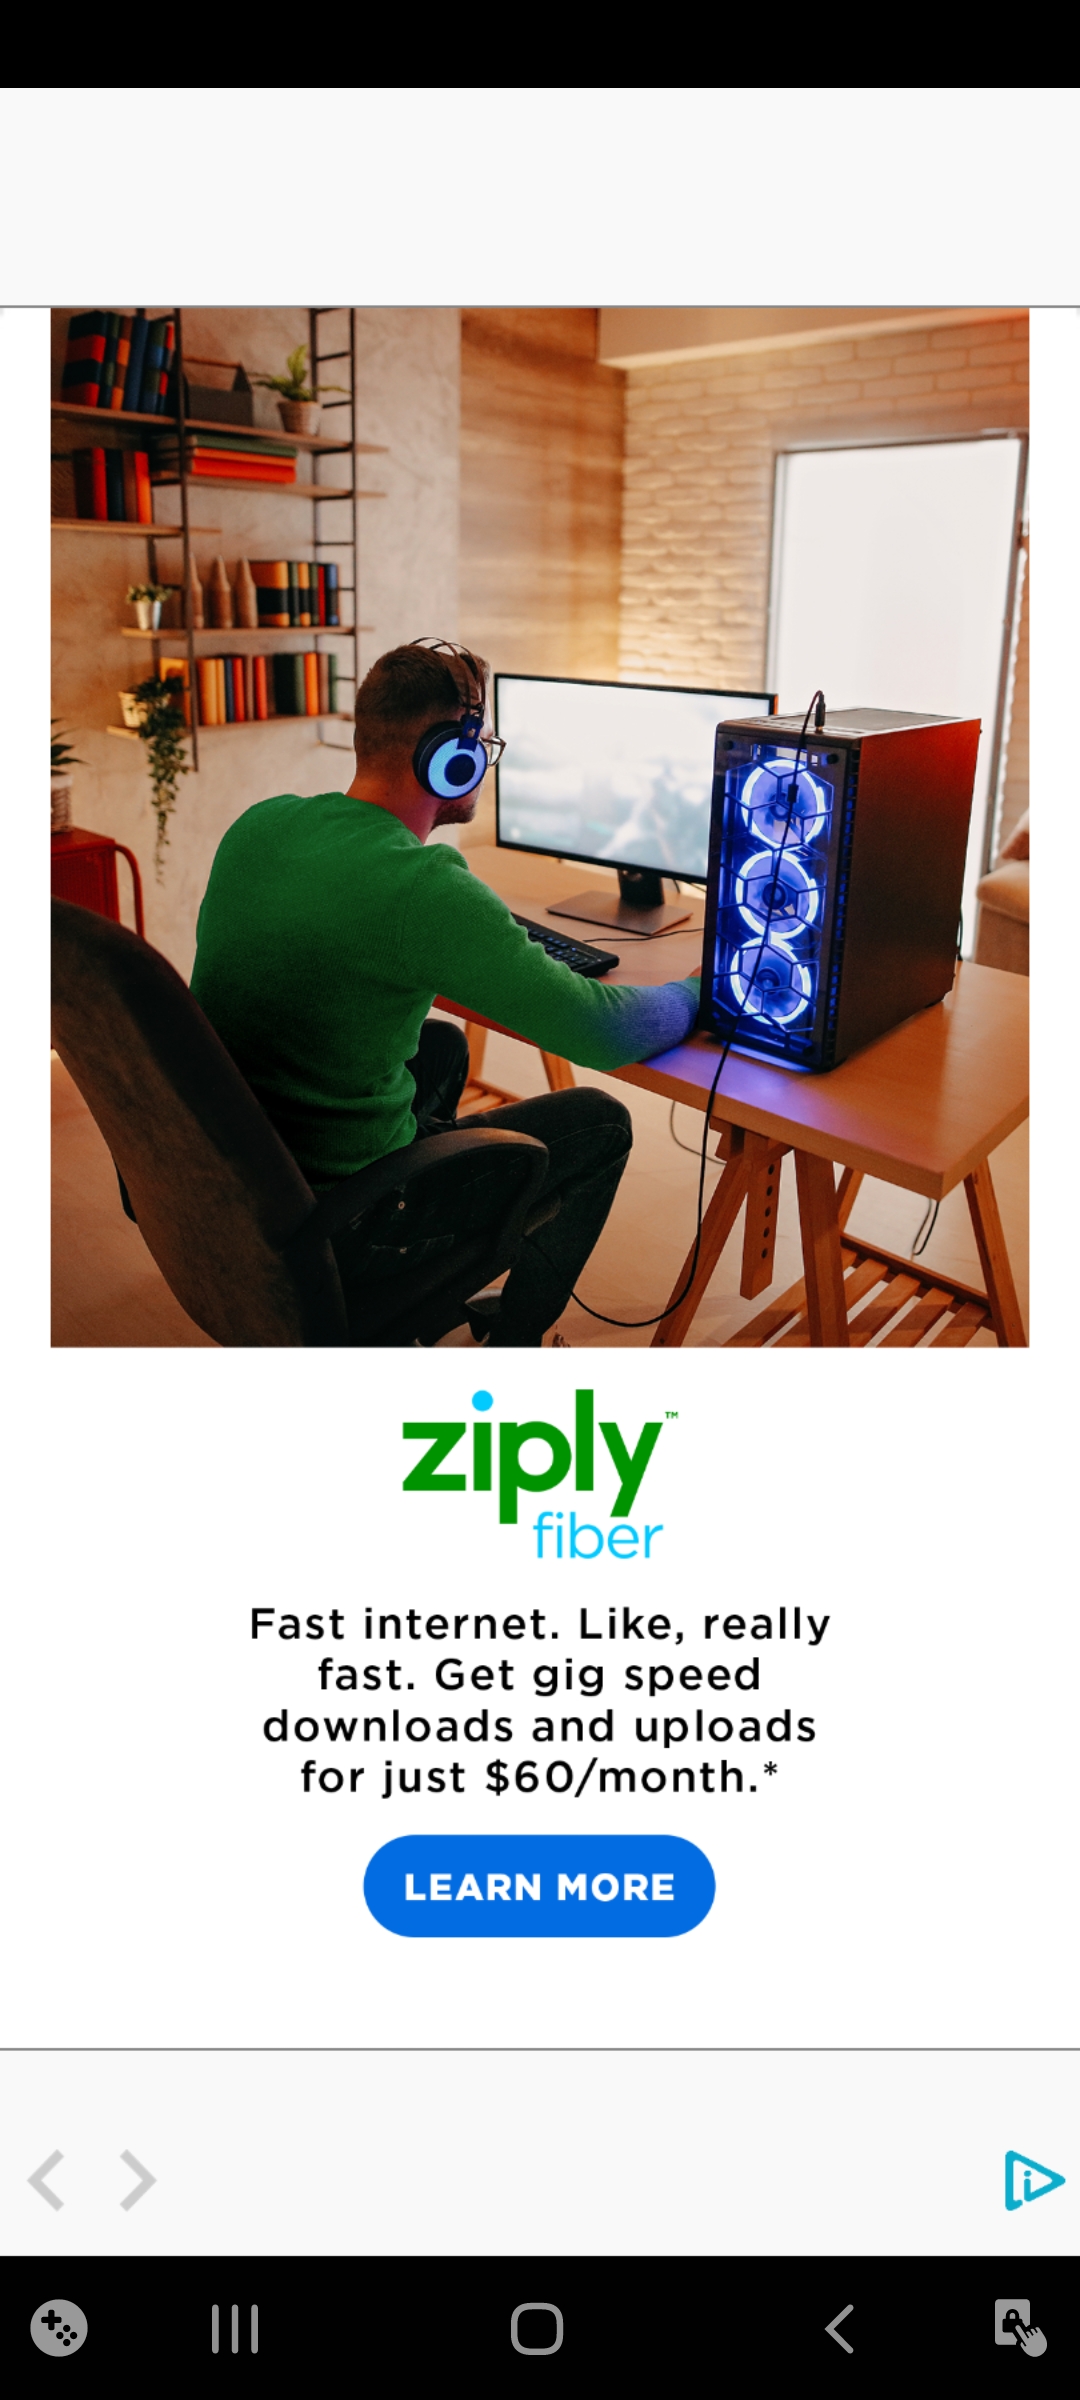 ziply™
fiber
Fast internet. Like, really
fast. Get gig speed
downloads and uploads
for just $60/month.*
LEARN MORE